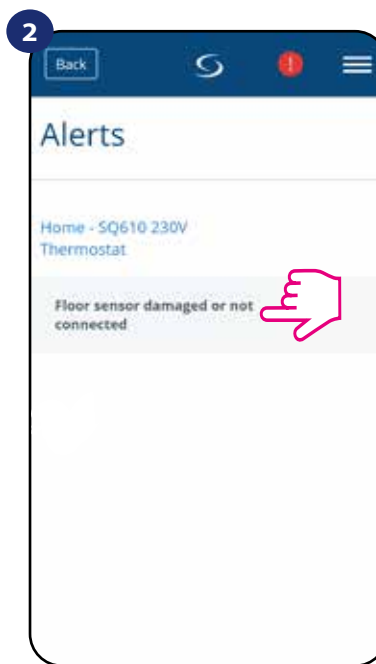 2
Back
Alerts
Home - SQ610 230V
Thermostat
Floor sensor damaged or not
connected